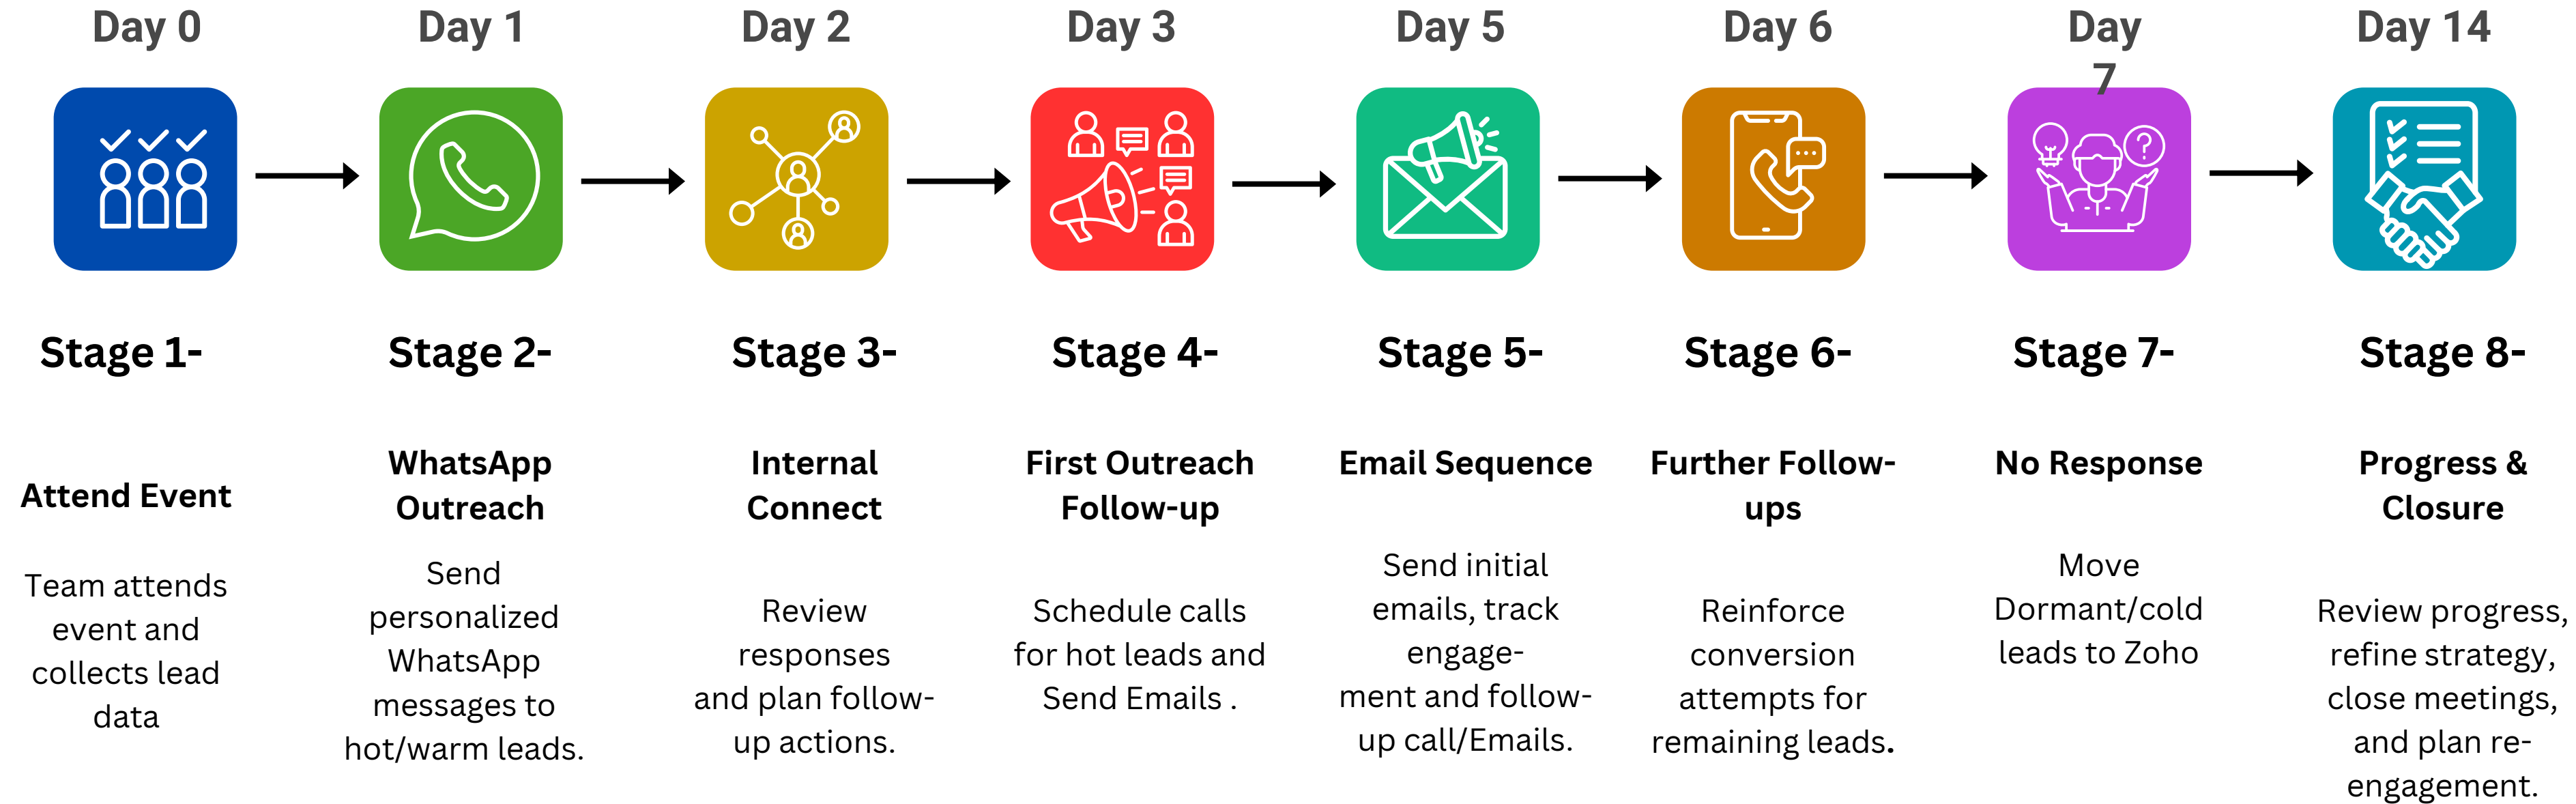 Day 0
Day 1
Day 2
Day 3
Day 5
Day 6
Day
7
Day 14
Stage 1-
Stage 2-
Stage 3-
Stage 4-
Stage 5-
Stage 6-
Stage 7-
Stage 8-
Attend Event
Team attends
event and
collects lead
data
WhatsApp
Outreach
Send
personalized
WhatsApp
messages to
hot/warm leads.
Internal
Connect
Review
responses
and plan follow-
up actions.
First Outreach
Follow-up
Schedule calls
for hot leads and
Send Emails .
Email Sequence
Send initial
emails, track
engage-
ment and follow-
up call/Emails.
Further Follow-
ups
Reinforce
conversion
attempts for
remaining leads.
No Response
Move
Dormant/cold
leads to Zoho
Progress &
Closure
Review progress,
refine strategy,
close meetings,
and plan re-
engagement.